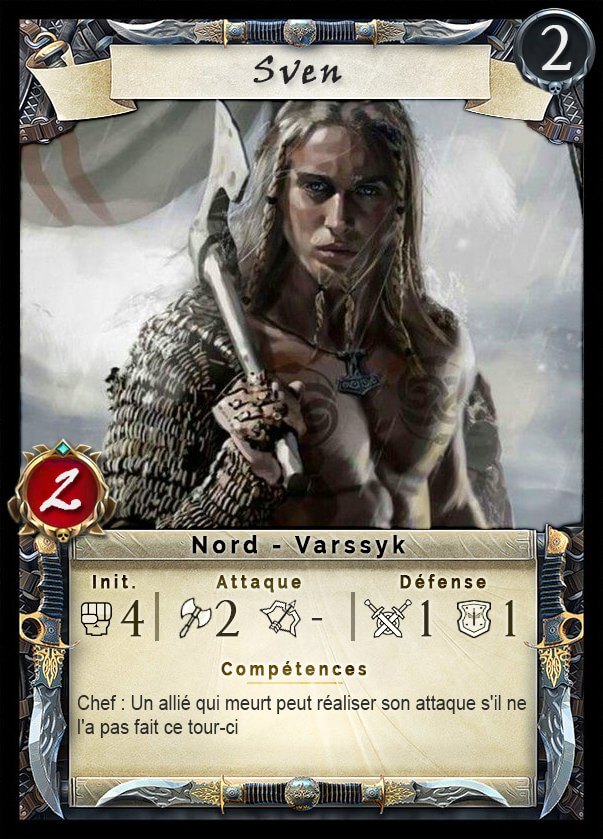 Sven
2
2
Nord - Varssyk
Init. Attaque Défense
4 2 - 1 1
Compétences
Chef : Un allié qui meurt peut réaliser son attaque s'il ne
l'a pas fait ce tour-ci